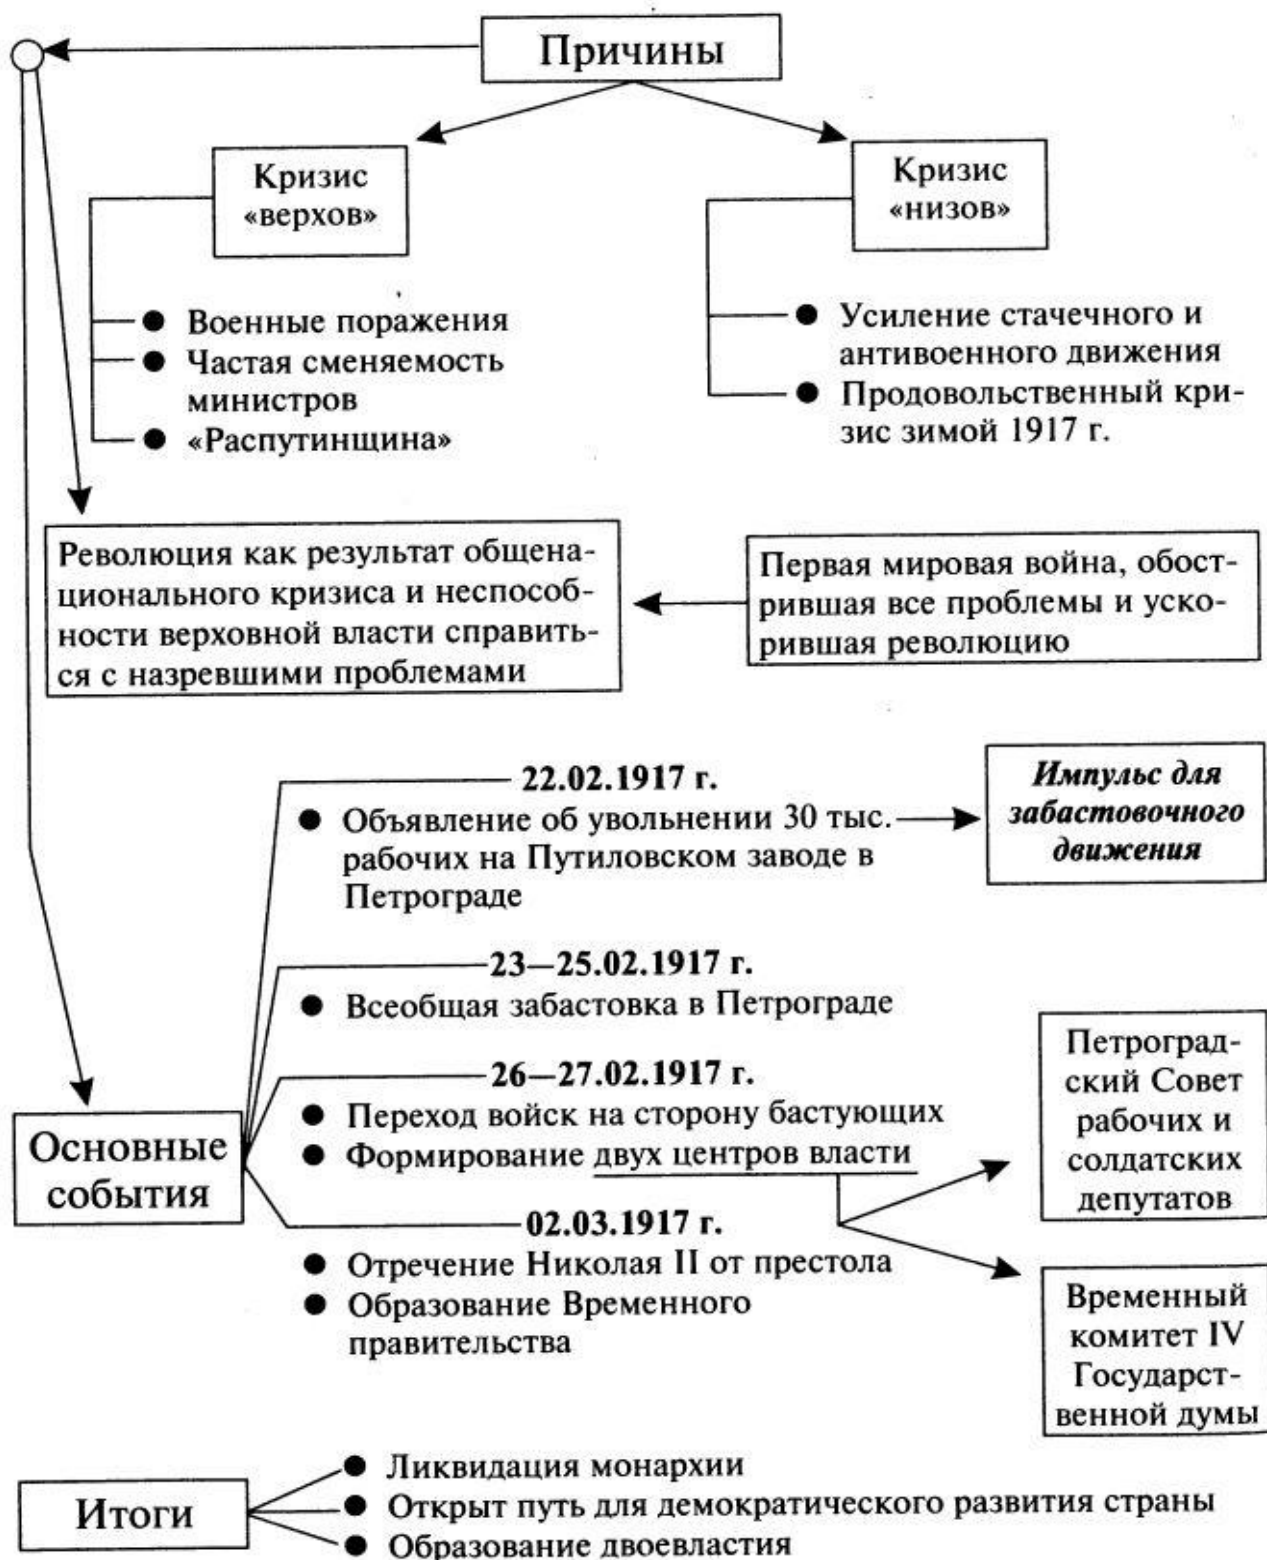 Причины
Кризис
«верхов»
Кризис
«низов»
Военные поражения
Частая сменяемость
министров
«Распутинщина»
Усиление стачечного и
антивоенного движения
Продовольственный кри-
зис зимой 1917 г.
Революция как результат общена-
ционального кризиса и неспособ-
ности верховной власти справить-
ся с назревшими проблемами
Первая мировая война, обост-
рившая все проблемы и уско-
рившая революцию
22.02.1917 г.
Объявление об увольнении 30 тыс.
рабочих на Путиловском заводе в
Петрограде
Импульс для
забастовочного
движения
23—25.02.1917 г.
Всеобщая забастовка в Петрограде
26—27.02.1917 г.
Переход войск на сторону бастующих
Формирование двух центров власти
Петроград-
ский Совет
рабочих и
солдатских
депутатов
Основные
события
02.03.1917 г.
Отречение Николая II от престола
Образование Временного
правительства
Временный
комитет IV
Государст-
венной думы
Итоги
Ликвидация монархии
Открыт путь для демократического развития страны
Образование двоевластия